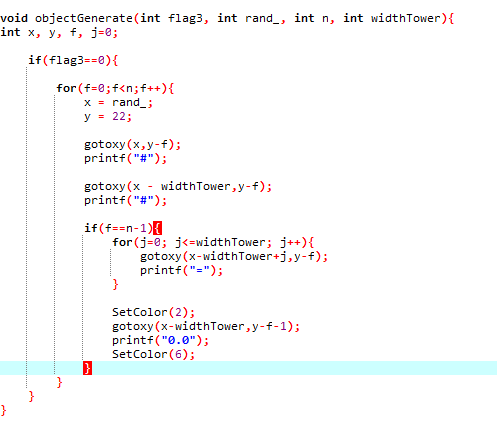 void objectGenerate(int flag3, int rand_, int n, int widthTower){
int x, y, f, j=0;
if(flag3==0){
for(f=0;f<n;f++){
x = rand_;
y = 22;
gotoxy(x,y-f);
printf("#");
gotoxy(x - widthTower,y-f);
printf("#");
if(f==n-1){
for(j=0; j<=widthTower; j++){
gotoxy(x-widthTower+j,y-f);
printf("=");
}
SetColor(2);
gotoxy(x-widthTower,y-f-1);
printf("0.0");
SetColor(6);
}
}
}
}